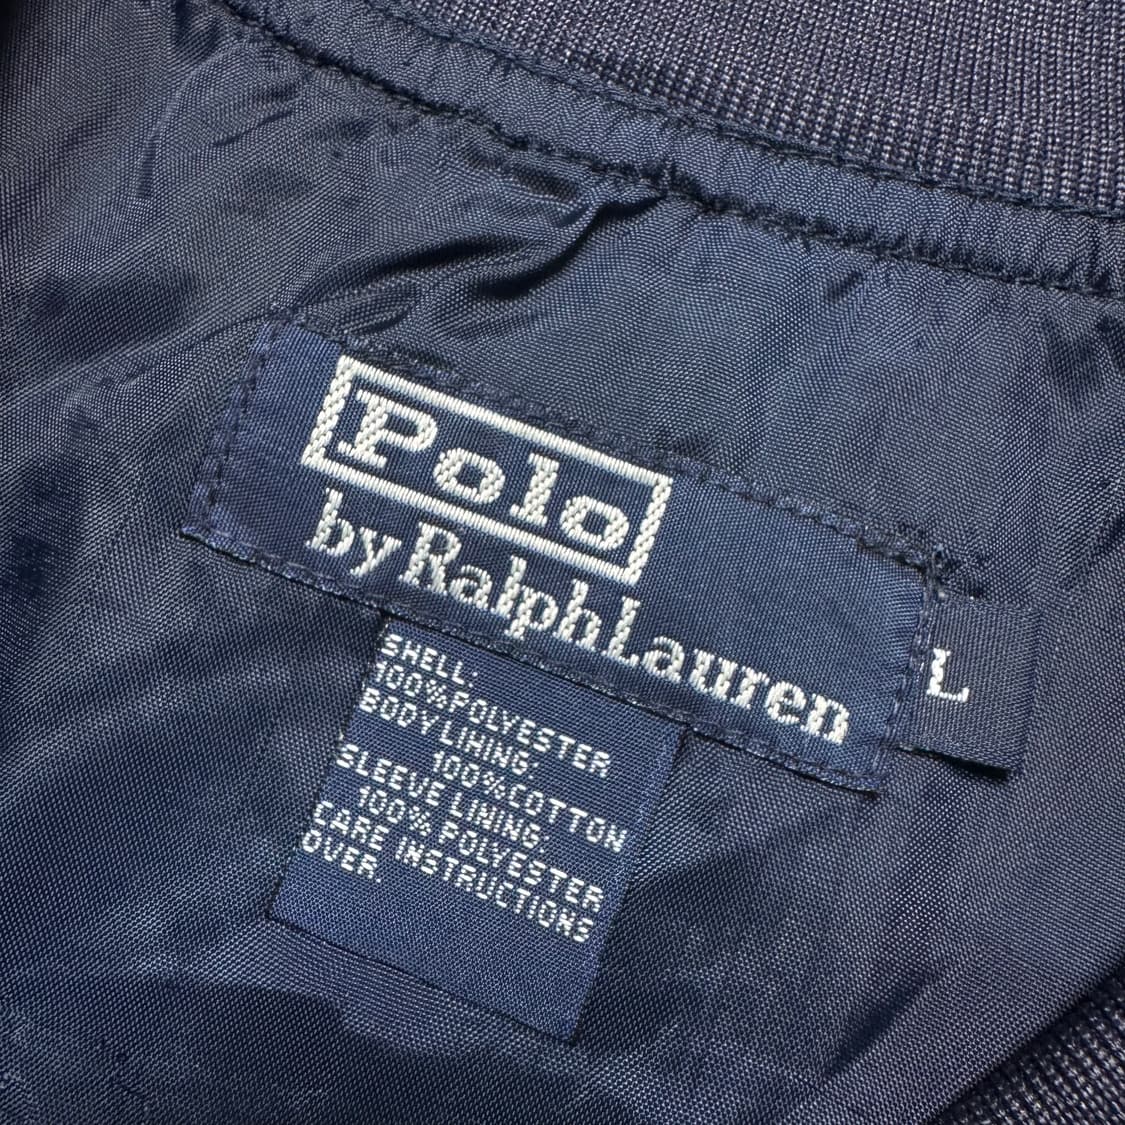 Polo
by Ralph Lauren
L
SHELL:
100% POLYESTER
BODY LINING:
100% COTTON
SLEEVE LINING.
100% POLYESTER
CARE INSTRUCTIONS
OVER.